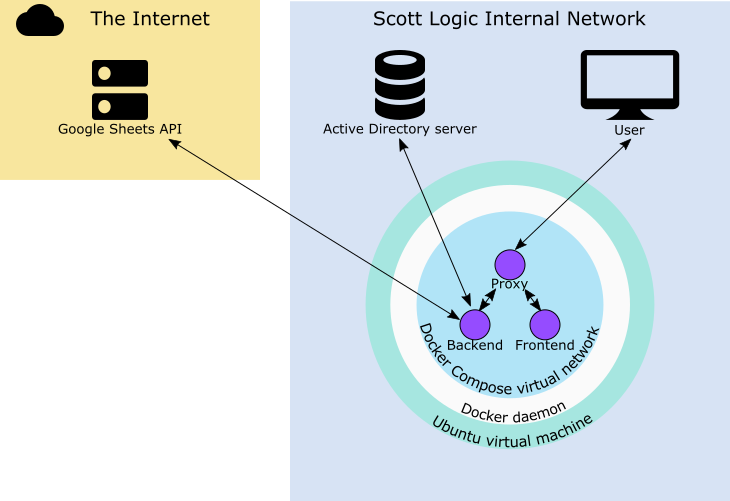 The Internet
Scott Logic Internal Network
Google Sheets API
Active Directory server
User
Proxy
Backend
Frontend
Docker Compose virtual network
Docker daemon
Ubuntu virtual machine